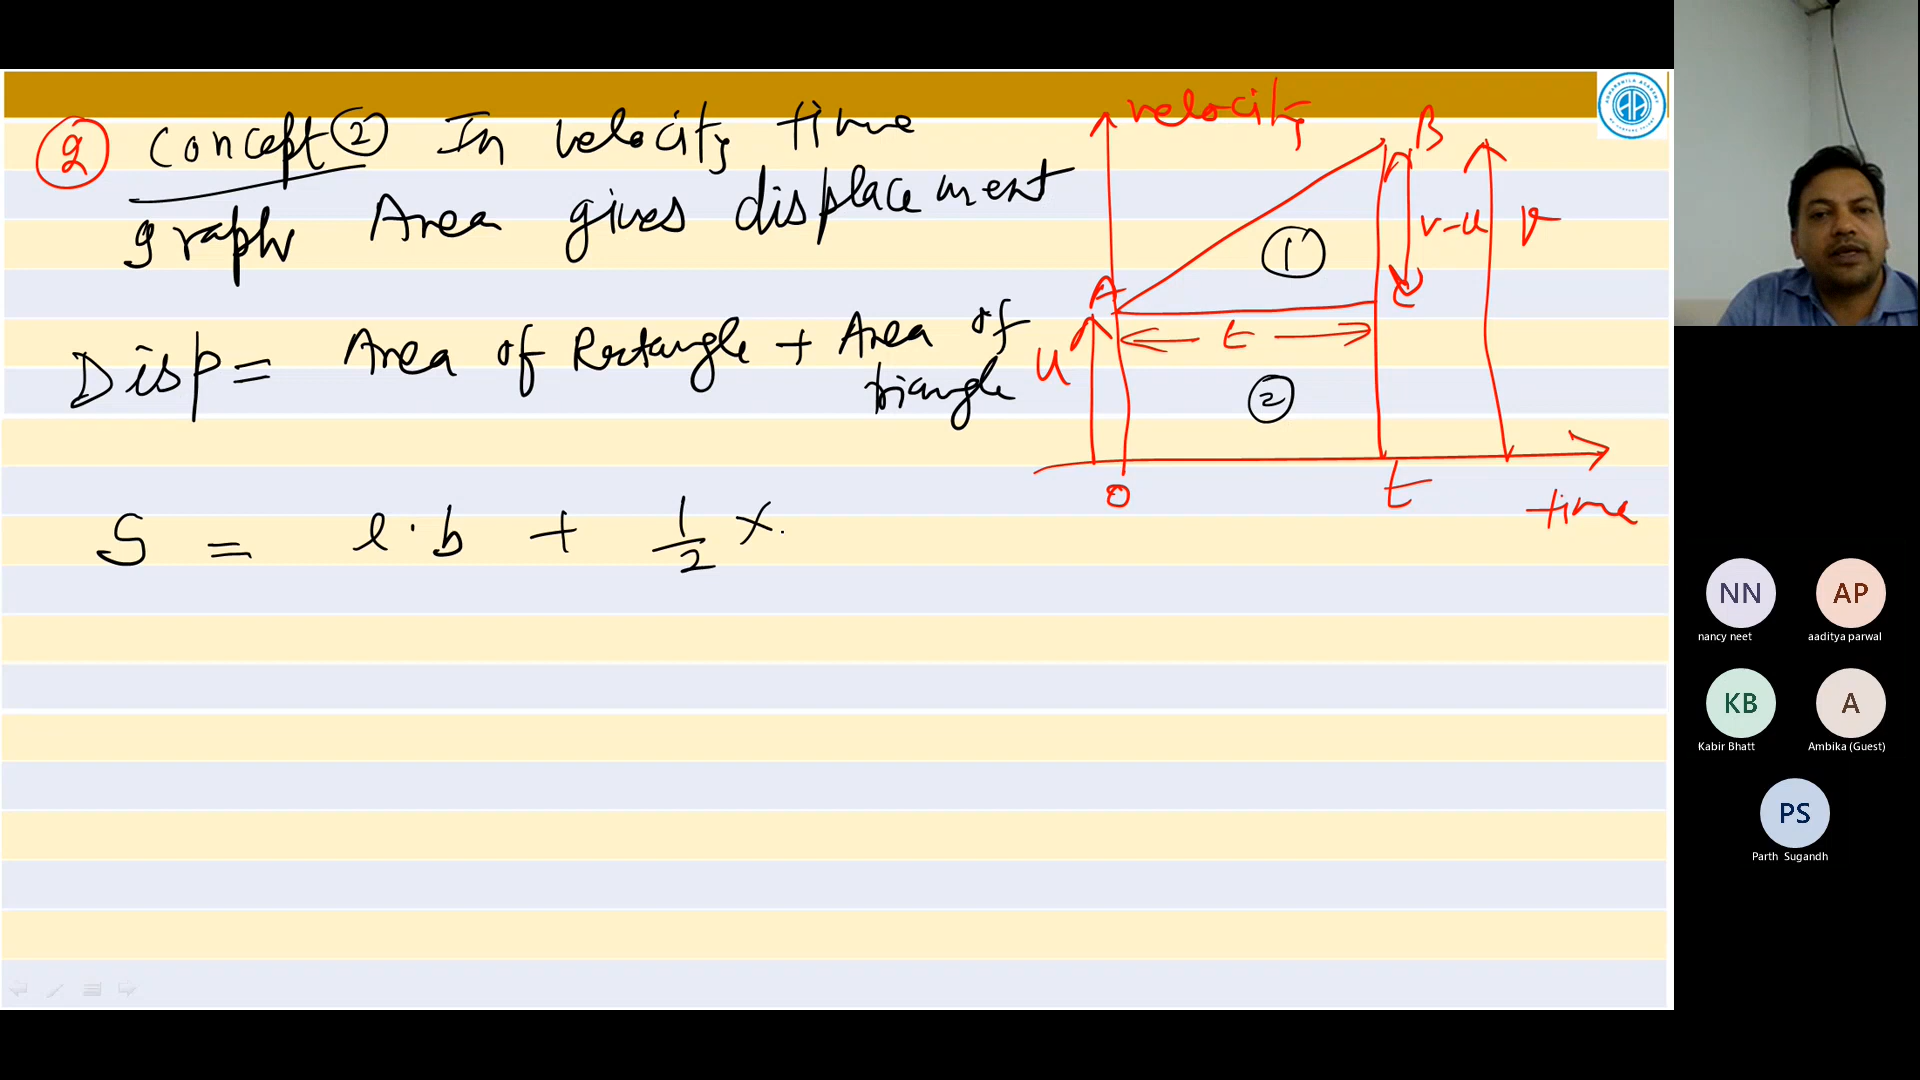 2 Concept 2 In velocity time
graph Area gives displacement
Disp = Area of Rectangle + Area of
triangle
S = l · b + 1/2 ×
velocity
B
v-u
v
1
A
C
t
u
2
0
t
time
NN
nancy neet
AP
aaditya parwal
KB
Kabir Bhatt
A
Ambika (Guest)
PS
Parth Sugandh